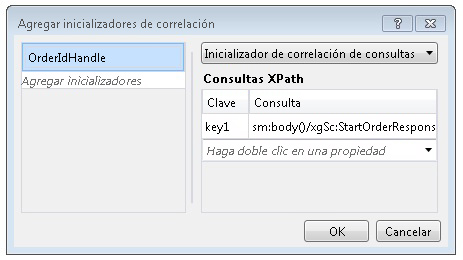 Agregar inicializadores de correlación
OrderIdHandle
Agregar inicializadores
Inicializador de correlación de consultas
Consultas XPath
Clave Consulta
key1 sm:body()/xgSc:StartOrderRespons
Haga doble clic en una propiedad
OK Cancelar